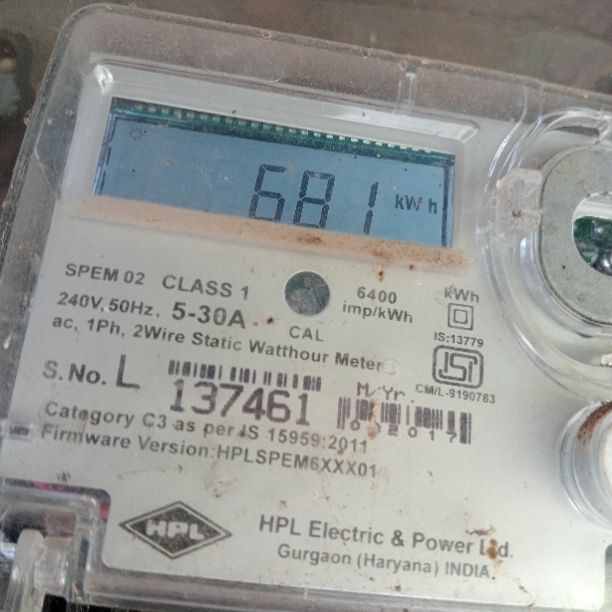 681 kWh
SPEM 02 CLASS 1
240V, 50Hz, 5-30A
ac, 1Ph, 2Wire Static Watthour Meter
CAL
6400
imp/kWh
kWh
IS:13779
ISI
CM/L-9190783
S.No. L 137461
M/Yr.
032017
Category C3 as per IS 15959:2011
Firmware Version:HPLSPEM6XXX01
HPL
HPL Electric & Power Ltd.
Gurgaon (Haryana) INDIA.